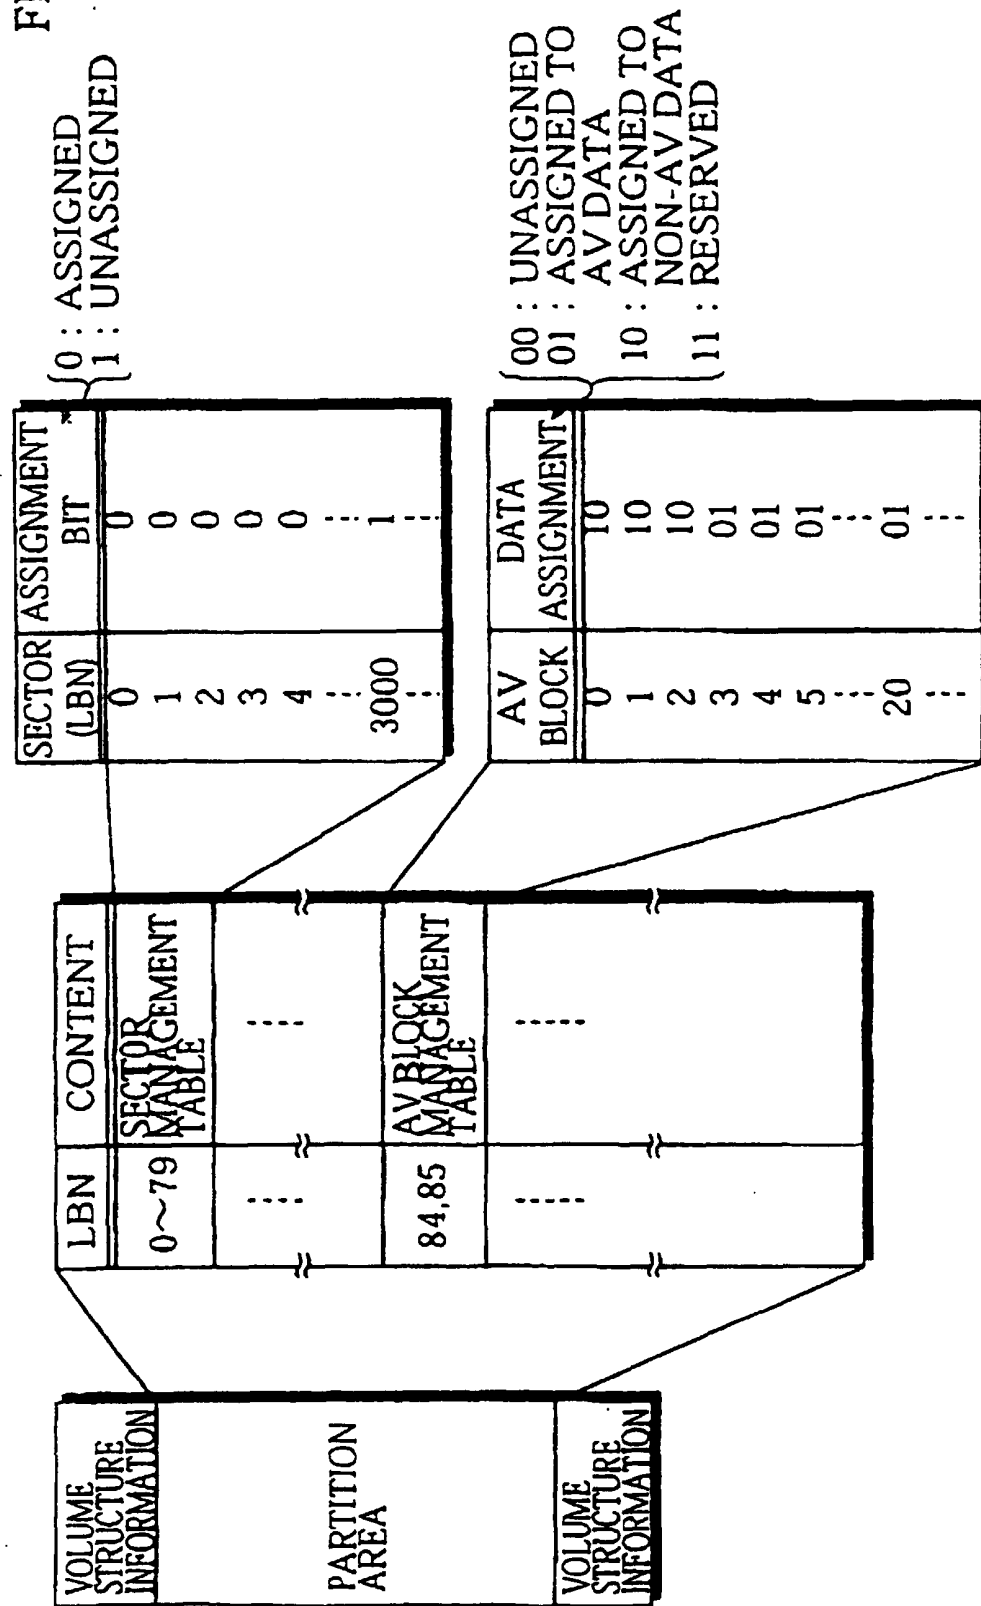 FI
VOLUME
STRUCTURE
INFORMATION
PARTITION
AREA
VOLUME
STRUCTURE
INFORMATION
LBN CONTENT
0~79 SECTOR
MANAGEMENT
TABLE
84,85 AV BLOCK
MANAGEMENT
TABLE
SECTOR ASSIGNMENT
(LBN) BIT
0 0
1 0
2 0
3 0
4 0
3000 1
0 : ASSIGNED
1 : UNASSIGNED
AV DATA
BLOCK ASSIGNMENT
0 10
1 10
2 10
3 01
4 01
5 01
20 01
00 : UNASSIGNED
01 : ASSIGNED TO
AV DATA
10 : ASSIGNED TO
NON-AV DATA
11 : RESERVED